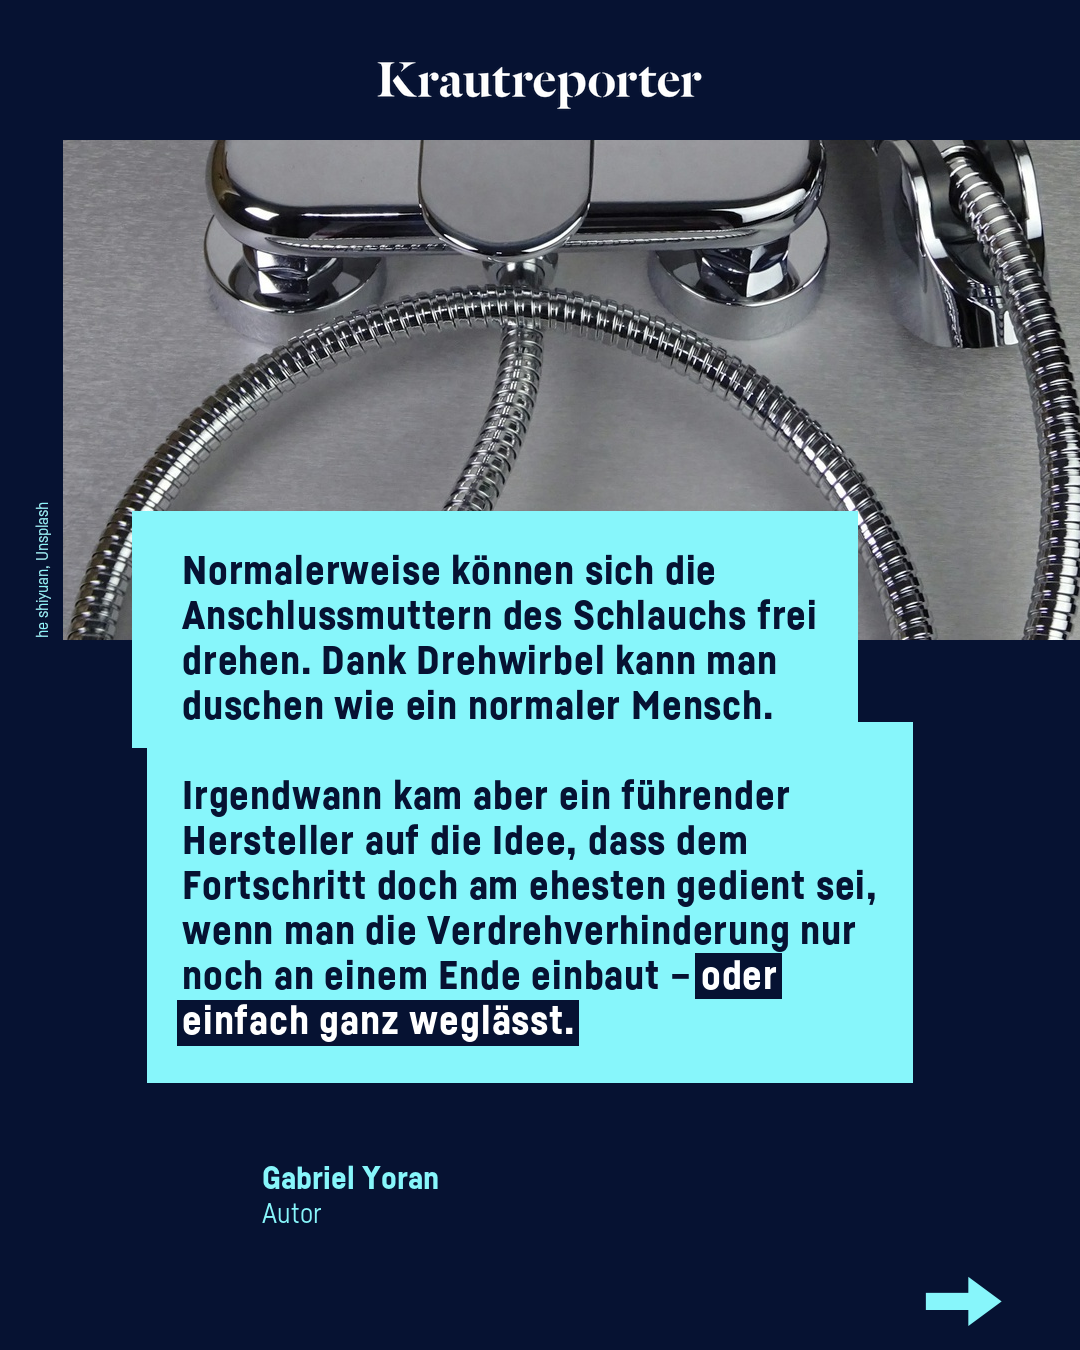 Krautreporter
he shiyuan, Unsplash
Normalerweise können sich die
Anschlussmuttern des Schlauchs frei
drehen. Dank Drehwirbel kann man
duschen wie ein normaler Mensch.
Irgendwann kam aber ein führender
Hersteller auf die Idee, dass dem
Fortschritt doch am ehesten gedient sei,
wenn man die Verdrehverhinderung nur
noch an einem Ende einbaut – oder
einfach ganz weglässt.
Gabriel Yoran
Autor